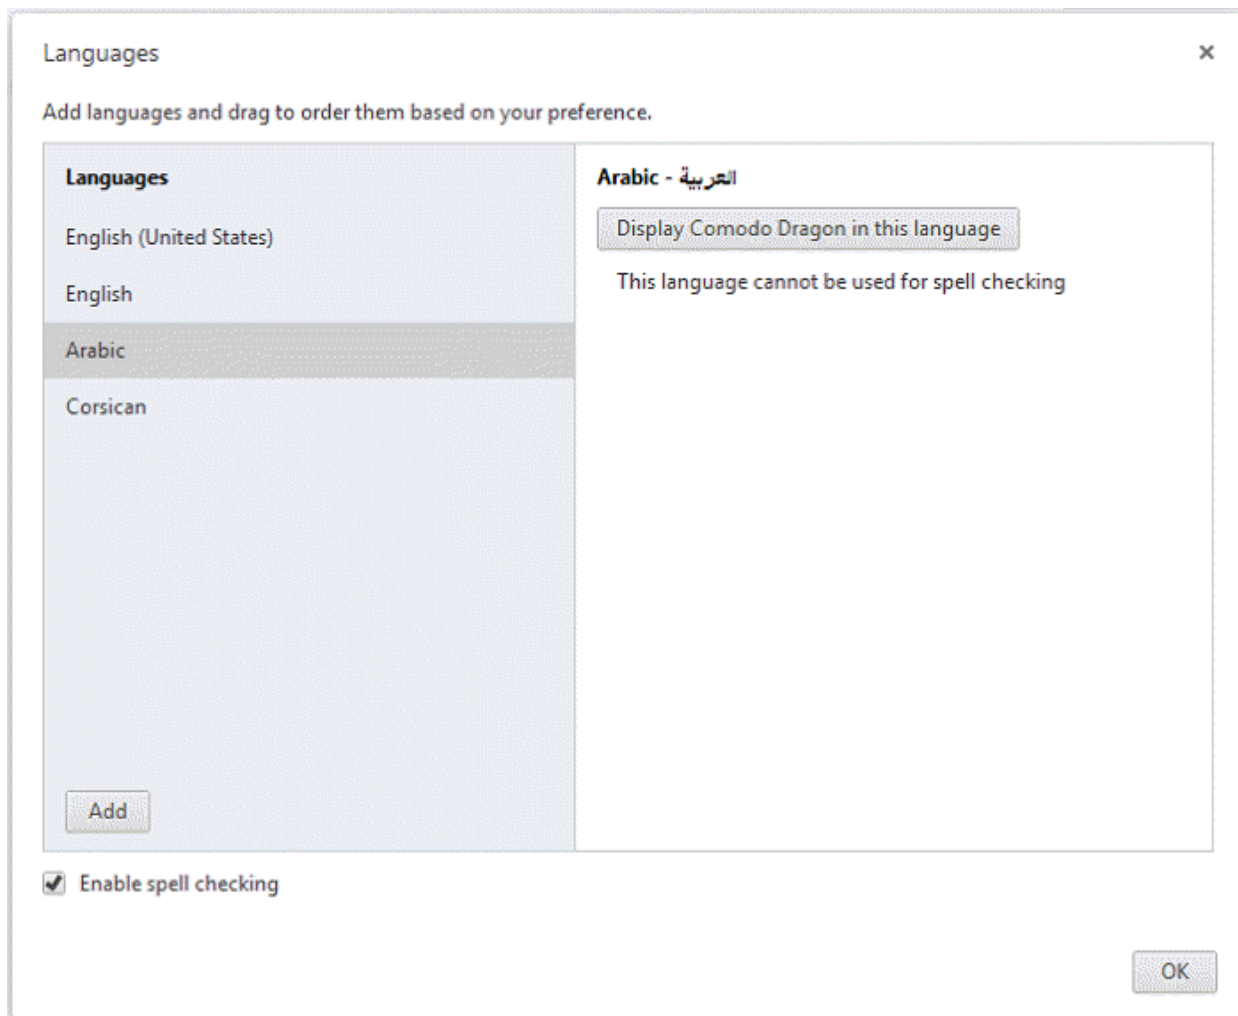 Languages
Add languages and drag to order them based on your preference.
Languages
English (United States)
English
Arabic
Corsican
Add
Arabic - العربية
Display Comodo Dragon in this language
This language cannot be used for spell checking
Enable spell checking
OK